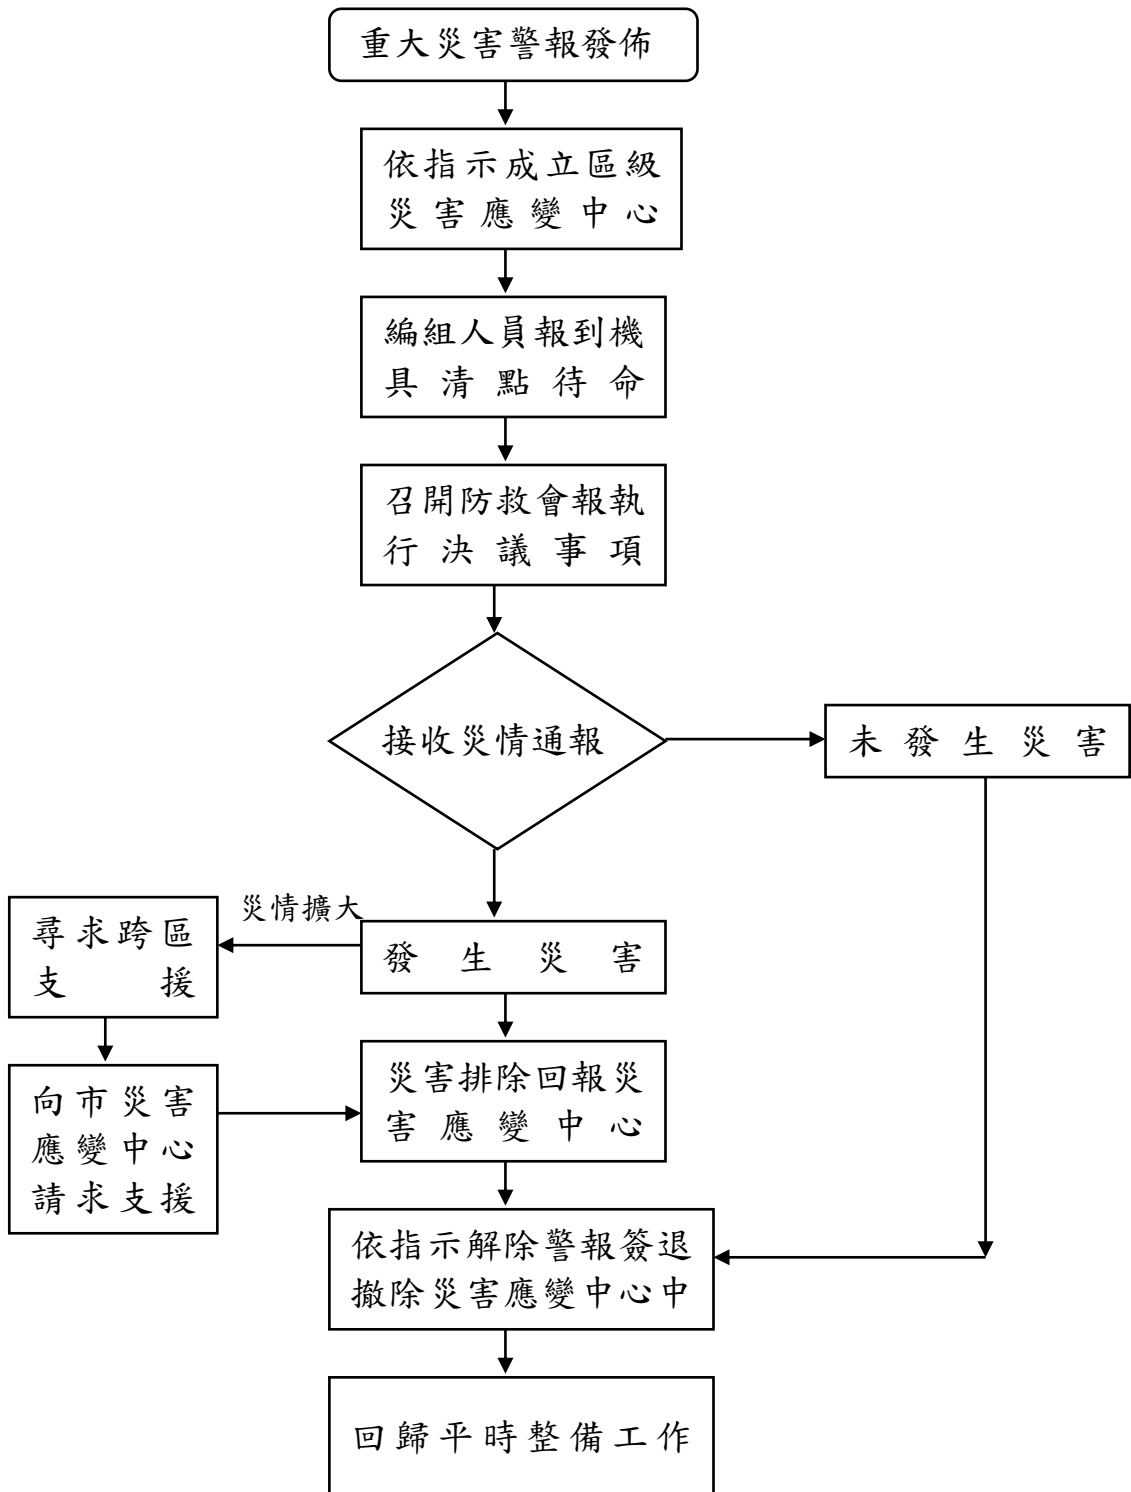 重大災害警報發佈
依指示成立區級
災害應變中心
編組人員報到機
具清點待命
召開防救會報執
行決議事項
接收災情通報
未發生災害
災情擴大
尋求跨區
支援
發生災害
向市災害
應變中心
請求支援
災害排除回報災
害應變中心
依指示解除警報簽退
撤除災害應變中心中
回歸平時整備工作